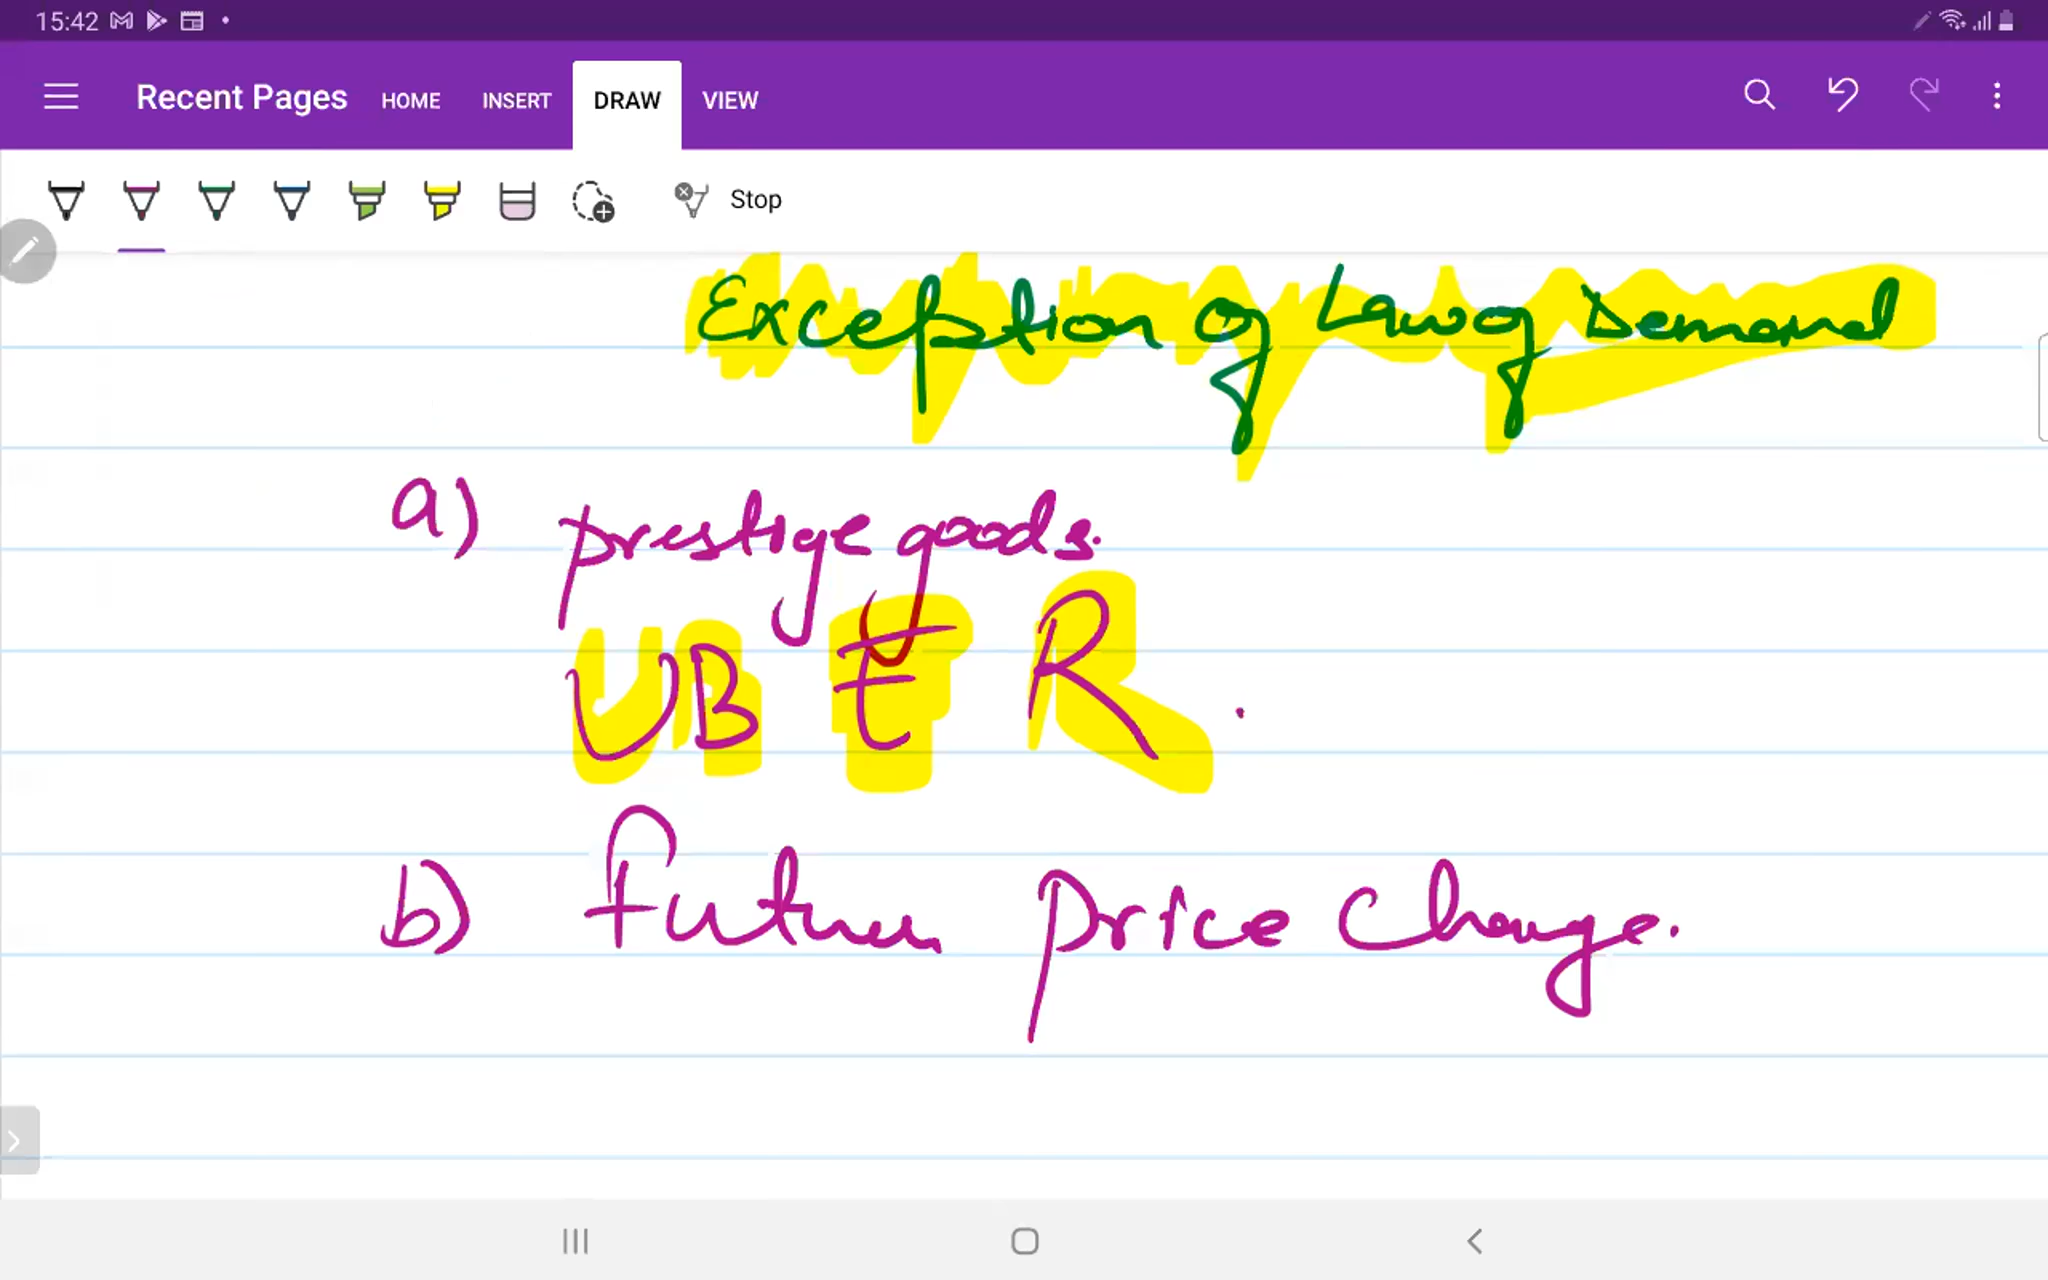 15:42
Recent Pages HOME INSERT DRAW VIEW
Stop
Exception of Law of Demand
a) prestige goods.
UB E R .
b) Future price change.